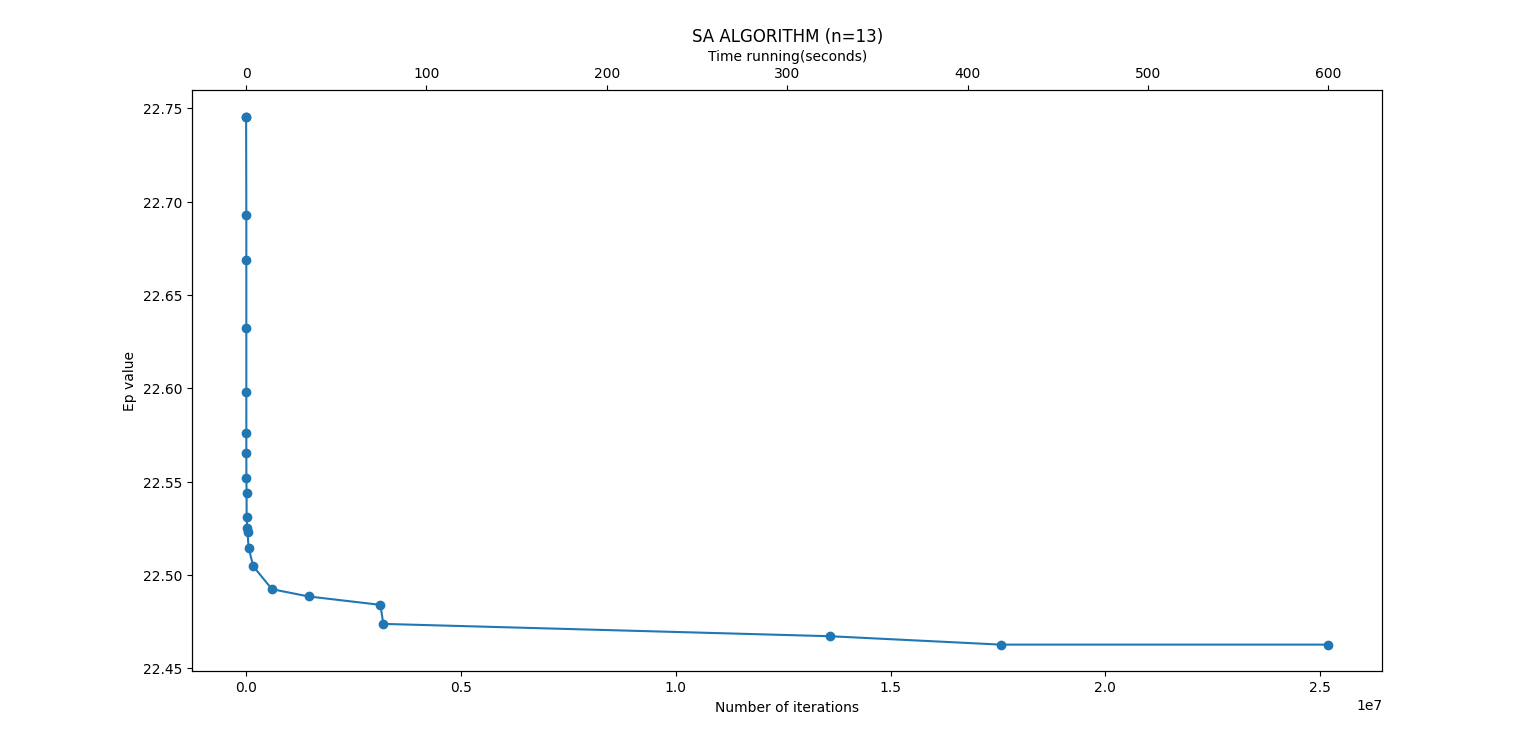 SA ALGORITHM (n=13)
Time running(seconds)
0 100 200 300 400 500 600
22.75
22.70
22.65
22.60
22.55
22.50
22.45
Ep value
0.0 0.5 1.0 1.5 2.0 2.5
1e7
Number of iterations